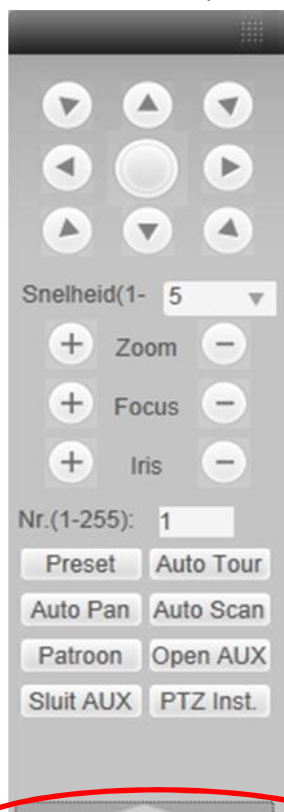 Snelheid(1- 5
Zoom
Focus
Iris
Nr.(1-255): 1
Preset Auto Tour
Auto Pan Auto Scan
Patroon Open AUX
Sluit AUX PTZ Inst.